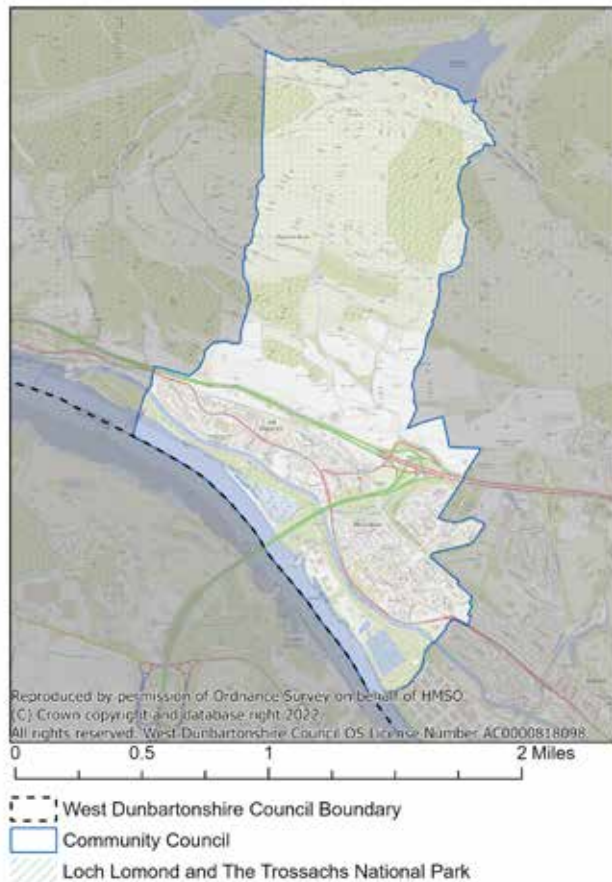 Reproduced by permission of Ordnance Survey on behalf of HMSO.
(C) Crown copyright and database right 2022.
All rights reserved. West Dunbartonshire Council OS License Number AC0000818098
0 0.5 1 2 Miles
West Dunbartonshire Council Boundary
Community Council
Loch Lomond and The Trossachs National Park